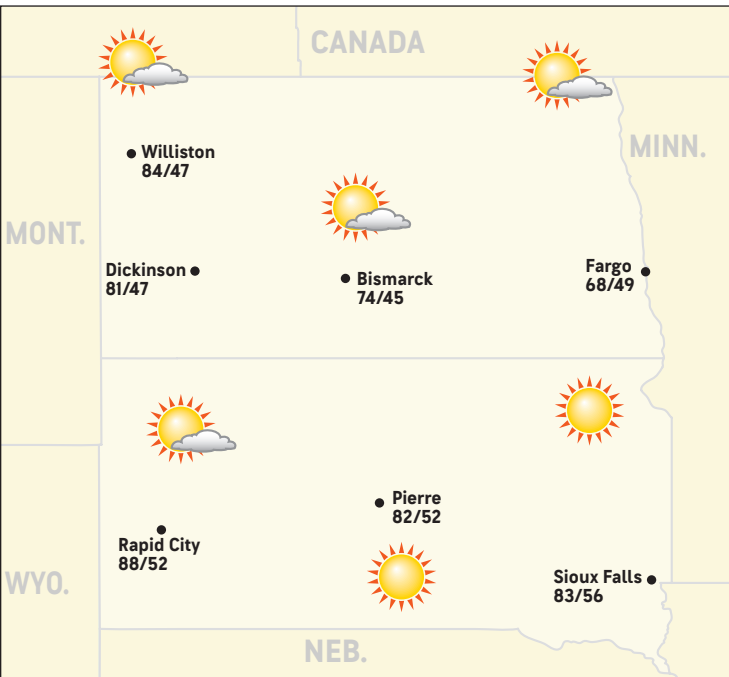 CANADA
MINN.
Williston
84/47
MONT.
Dickinson
81/47
Bismarck
74/45
Fargo
68/49
Pierre
82/52
Rapid City
88/52
WYO.
Sioux Falls
83/56
NEB.